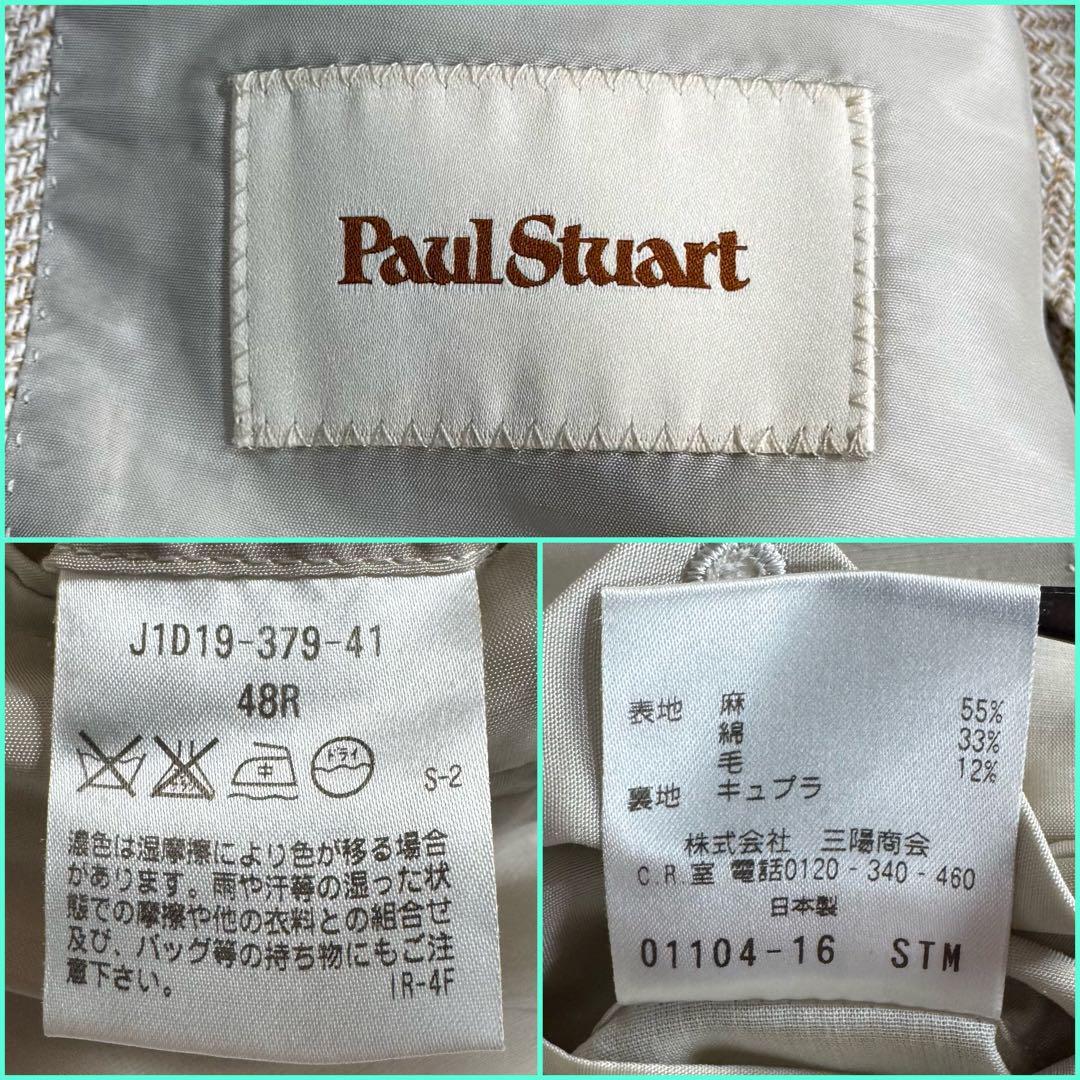 Paul Stuart
J1D19-379-41
48R
中 ドライ
S-2
濃色は湿摩擦により色が移る場合
があります。雨や汗等の湿った状
態での摩擦や他の衣料との組合せ
及び、バッグ等の持ち物にもご注
意下さい。
IR-4F
表地 麻 55%
綿 33%
毛 12%
裏地 キュプラ
株式会社 三陽商会
C.R.室 電話0120-340-460
日本製
01104-16 STM